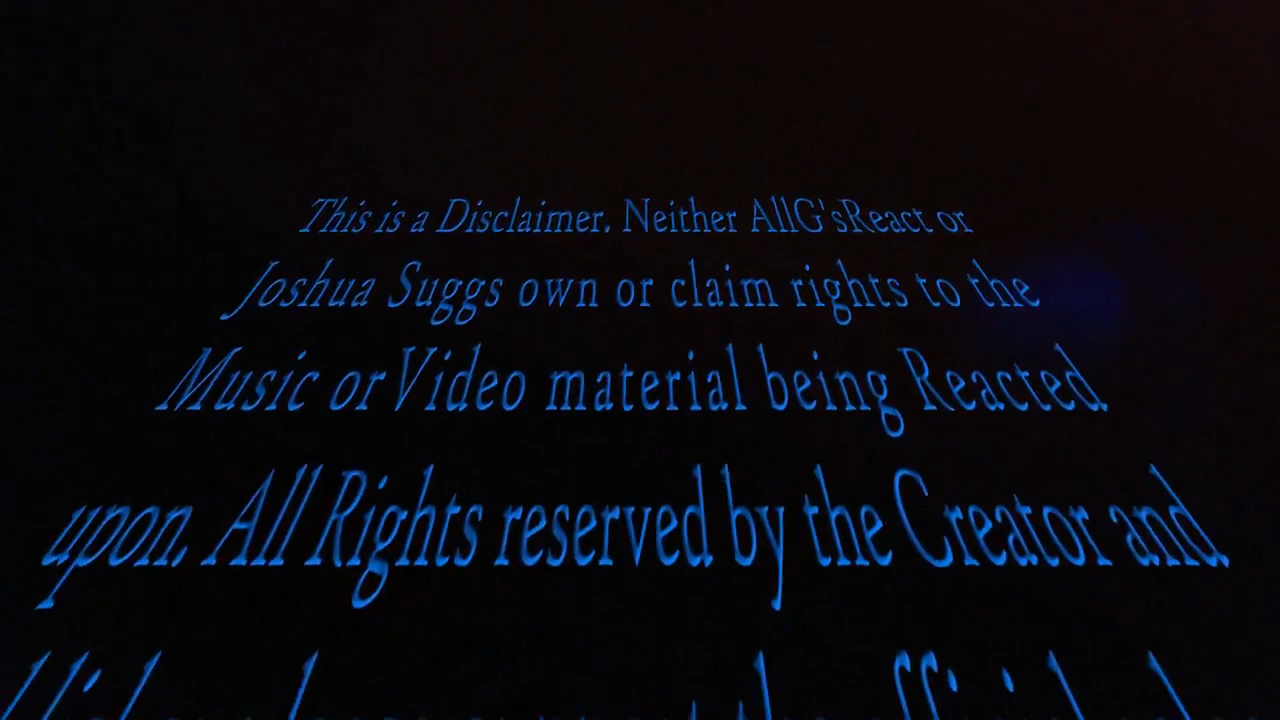 This is a Disclaimer. Neither AllG'sReact or
Joshua Suggs own or claim rights to the
Music or Video material being Reacted
upon. All Rights reserved by the Creator and